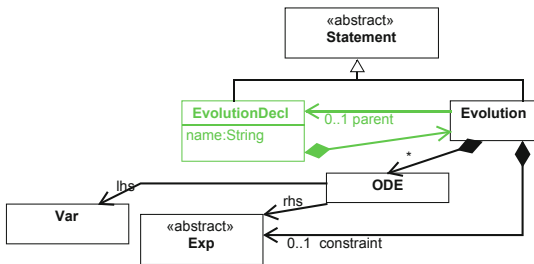 «abstract»
Statement
EvolutionDecl
name:String
0..1 parent
Evolution
*
ODE
lhs
rhs
Var
«abstract»
Exp
0..1 constraint